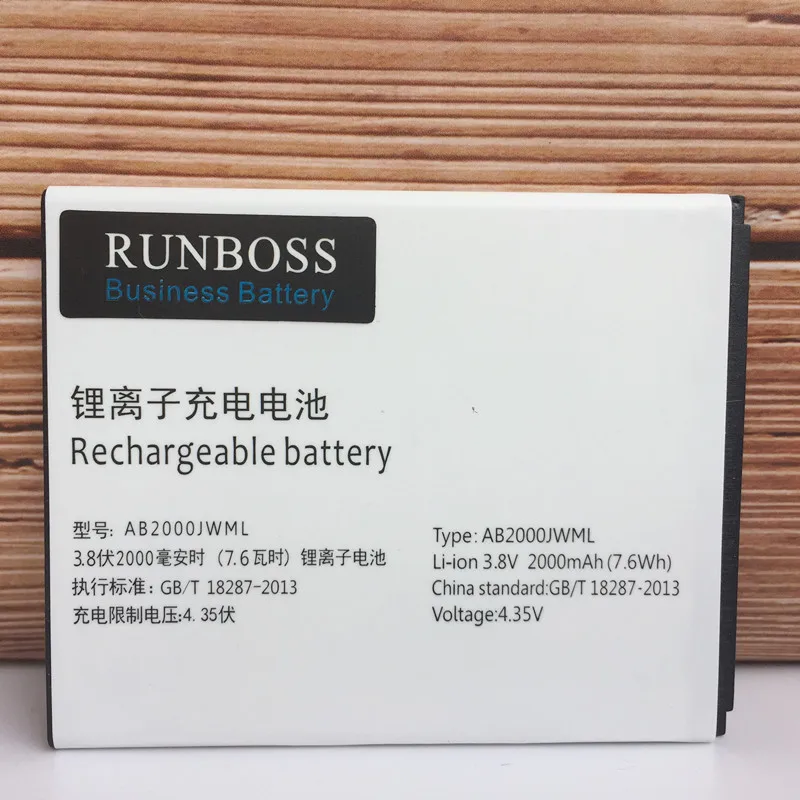 RUNBOSS
Business Battery
锂离子充电电池
Rechargeable battery
型号: AB2000JWML
3.8伏2000毫安时 (7.6瓦时) 锂离子电池
执行标准: GB/T 18287-2013
充电限制电压:4.35伏
Type: AB2000JWML
Li-ion 3.8V 2000mAh (7.6Wh)
China standard:GB/T 18287-2013
Voltage:4.35V